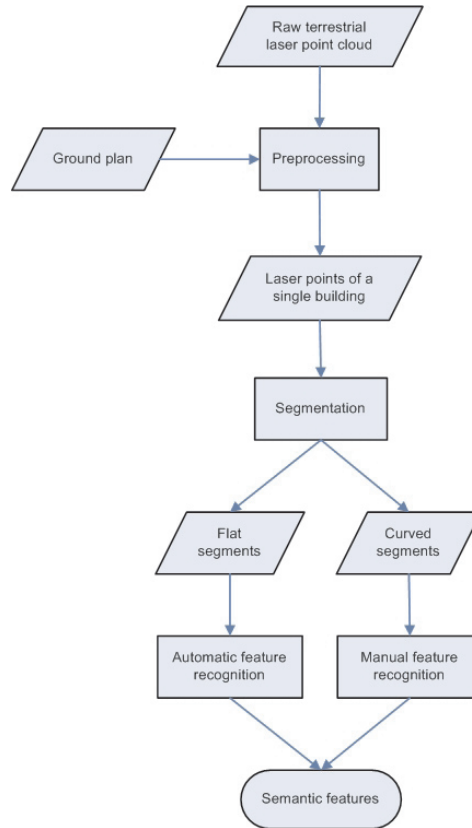 Raw terrestrial
laser point cloud
Ground plan
Preprocessing
Laser points of a
single building
Segmentation
Flat
segments
Curved
segments
Automatic feature
recognition
Manual feature
recognition
Semantic features